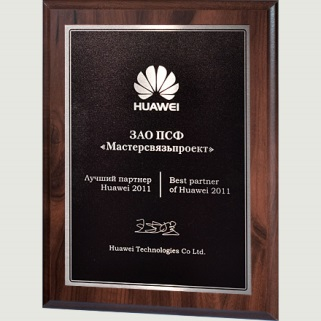 HUAWEI
ЗАО ПСФ
«Мастерсвязьпроект»
Лучший партнер
Huawei 2011
Best partner
of Huawei 2011
Huawei Technologies Co Ltd.